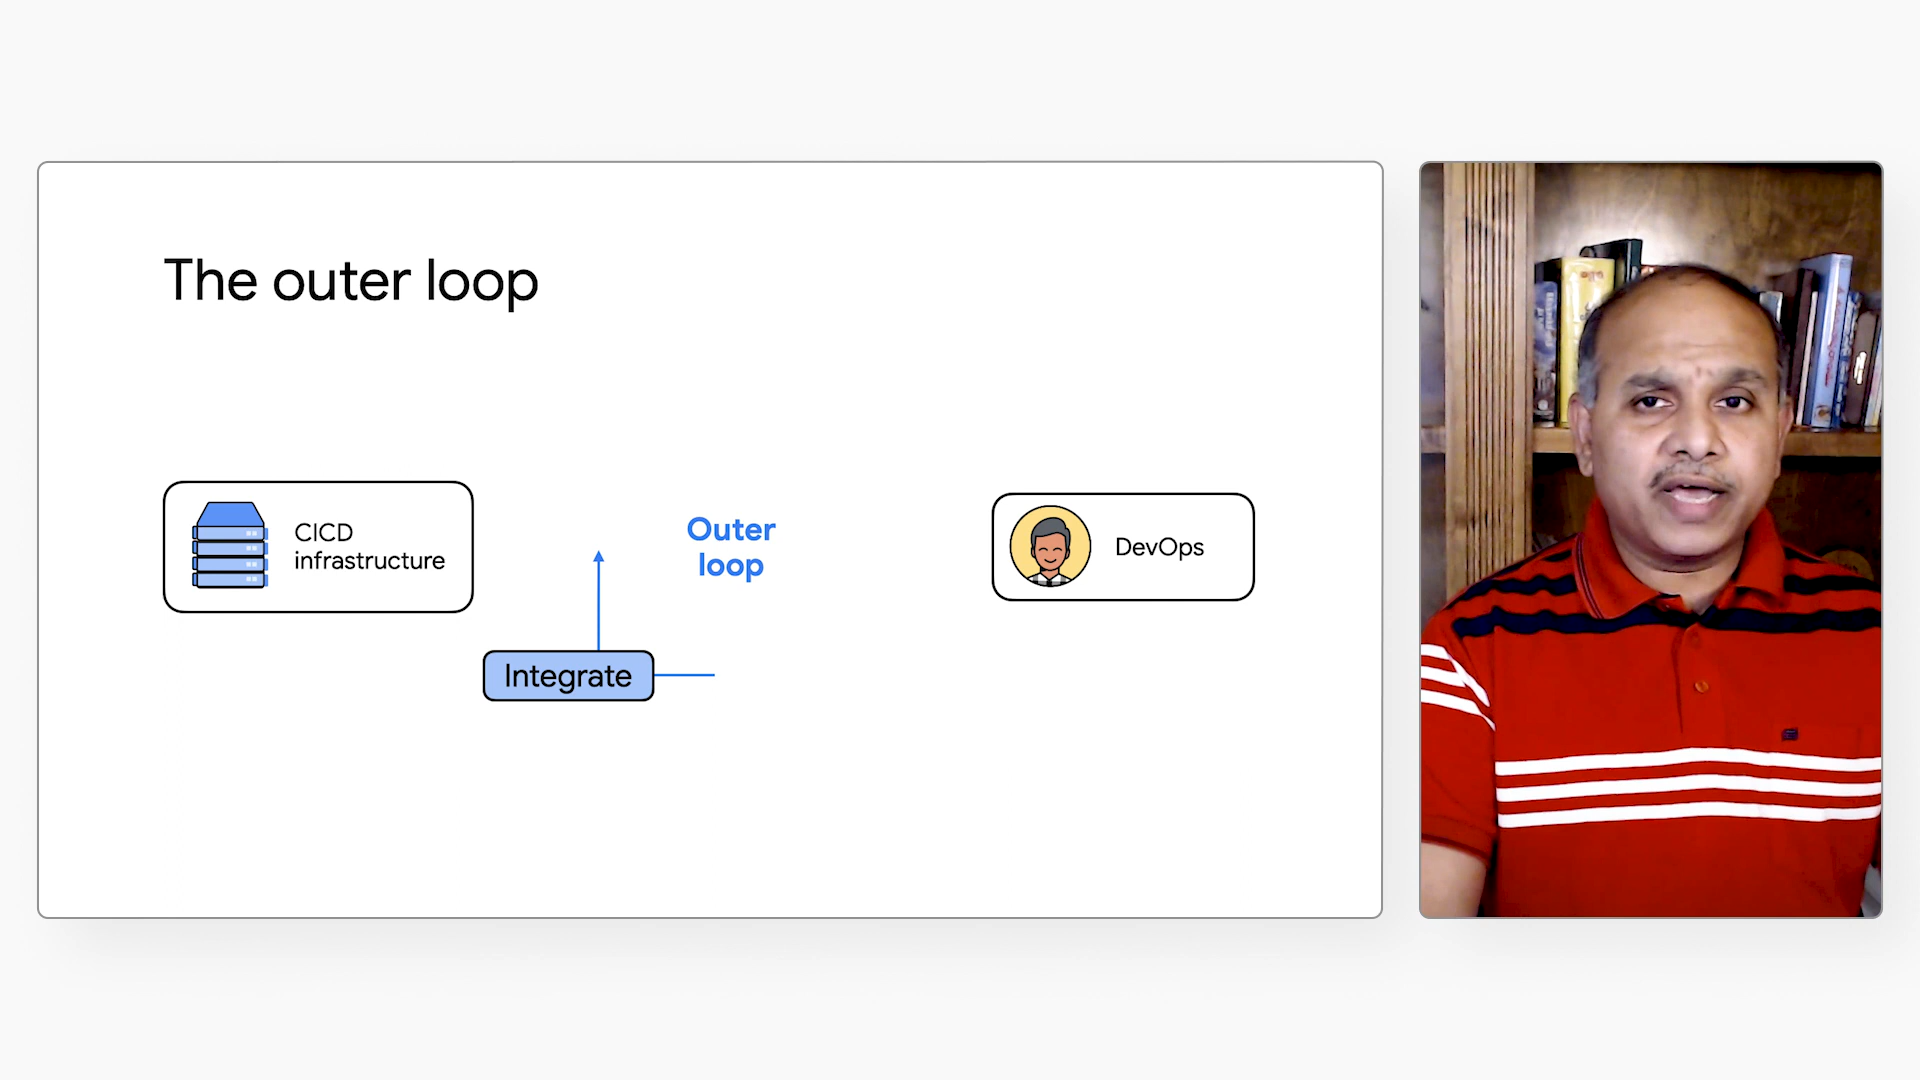 The outer loop
CICD
infrastructure
Outer
loop
DevOps
Integrate